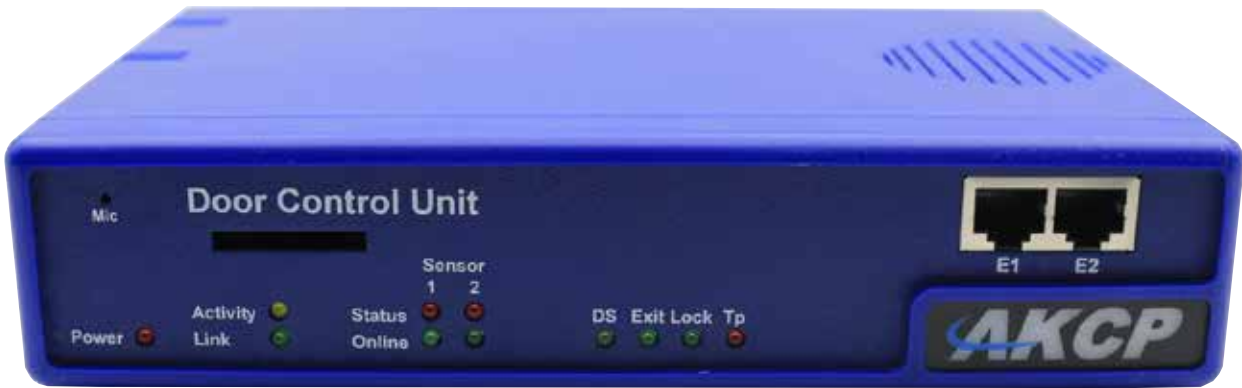 Mic
Door Control Unit
Sensor
1 2
Activity
Status
Power
Link
Online
DS Exit Lock Tp
E1 E2
AKCP